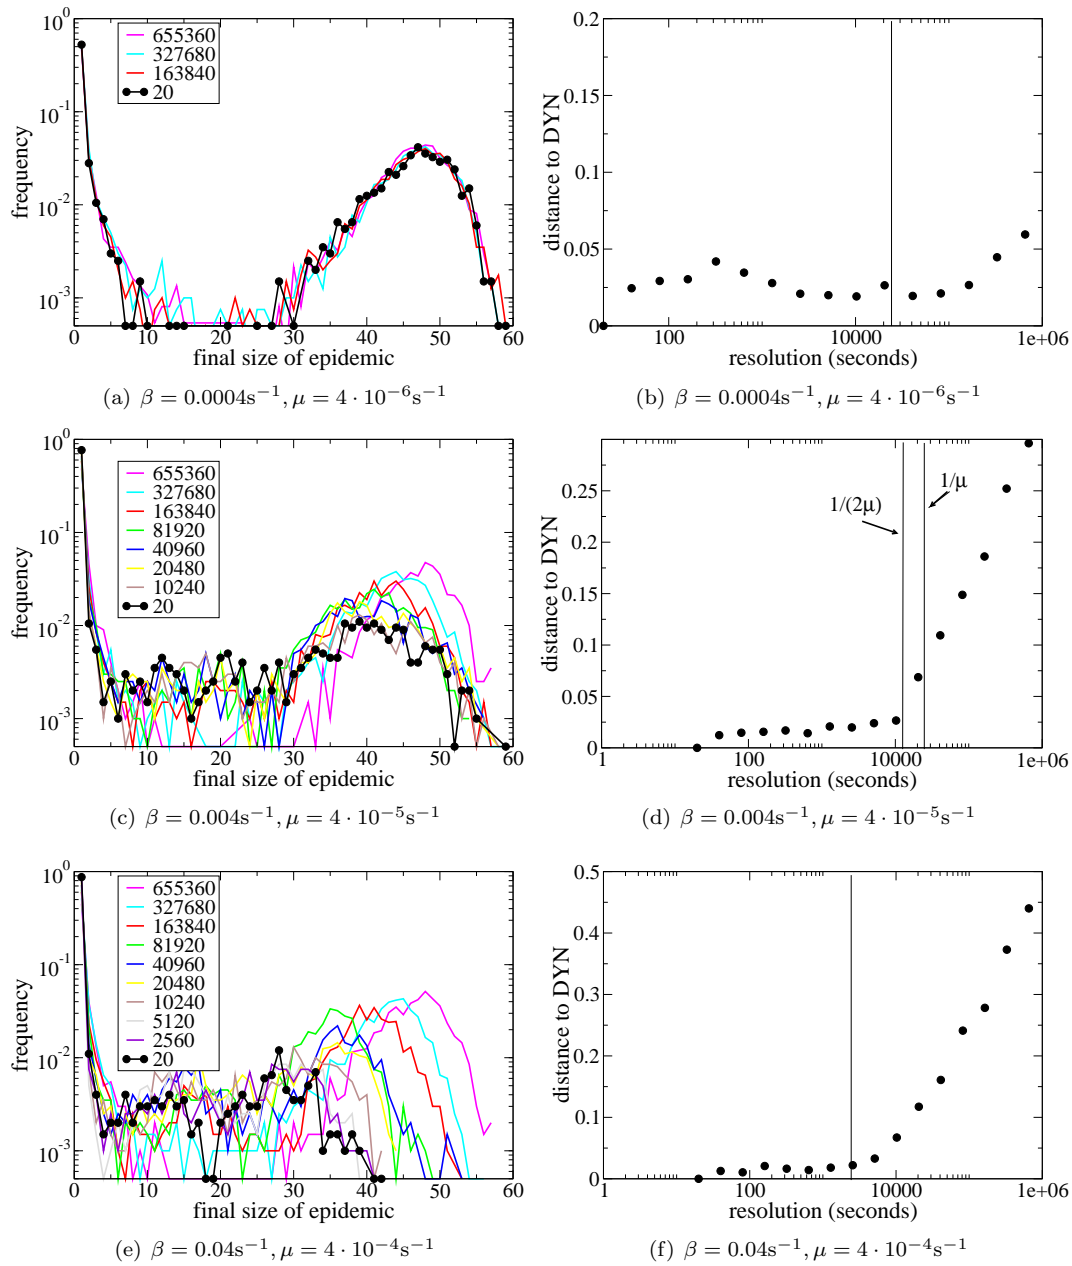 10^0
10^-1
10^-2
10^-3
frequency
655360
327680
163840
20
0 10 20 30 40 50 60
final size of epidemic
(a) β = 0.0004s^−1, μ = 4 · 10^−6s^−1
0.2
0.15
0.1
0.05
0
distance to DYN
100 10000 1e+06
resolution (seconds)
(b) β = 0.0004s^−1, μ = 4 · 10^−6s^−1
10^0
10^-1
10^-2
10^-3
frequency
655360
327680
163840
81920
40960
20480
10240
20
0 10 20 30 40 50 60
final size of epidemic
(c) β = 0.004s^−1, μ = 4 · 10^−5s^−1
0.25
0.2
0.15
0.1
0.05
0
distance to DYN
1/(2μ)
1/μ
1 100 10000 1e+06
resolution (seconds)
(d) β = 0.004s^−1, μ = 4 · 10^−5s^−1
10^0
10^-1
10^-2
10^-3
frequency
655360
327680
163840
81920
40960
20480
10240
5120
2560
20
0 10 20 30 40 50 60
final size of epidemic
(e) β = 0.04s^−1, μ = 4 · 10^−4s^−1
0.5
0.4
0.3
0.2
0.1
0
distance to DYN
1 100 10000 1e+06
resolution (seconds)
(f) β = 0.04s^−1, μ = 4 · 10^−4s^−1